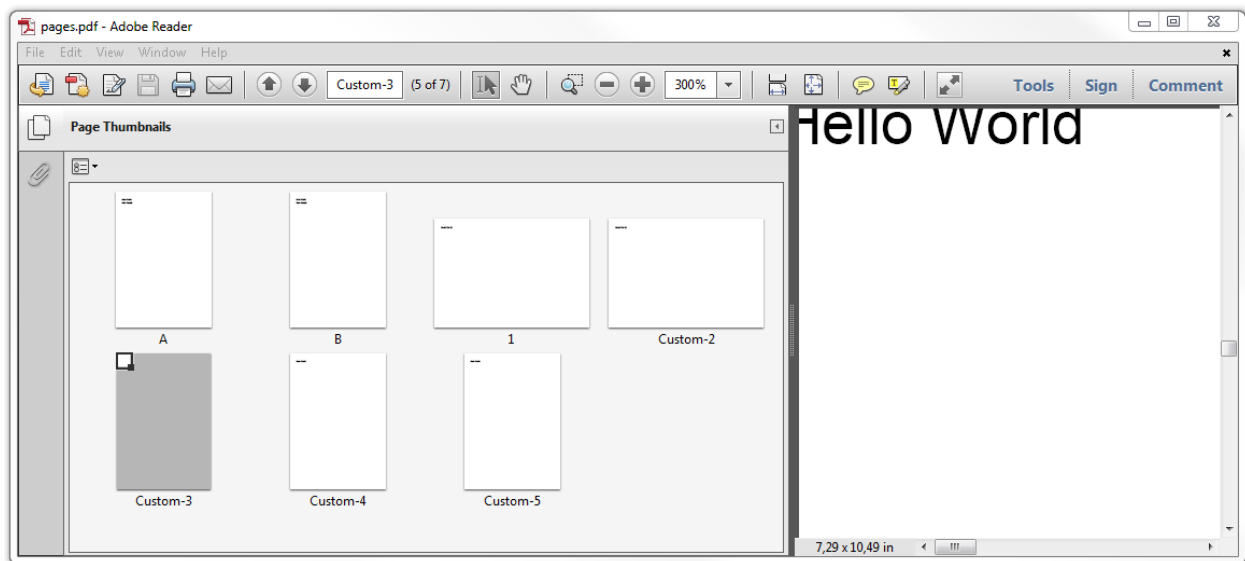 pages.pdf - Adobe Reader
File Edit View Window Help
Custom-3 (5 of 7) 300% Tools Sign Comment
Page Thumbnails
Hello World
A B 1 Custom-2
Custom-3 Custom-4 Custom-5
7,29 x 10,49 in